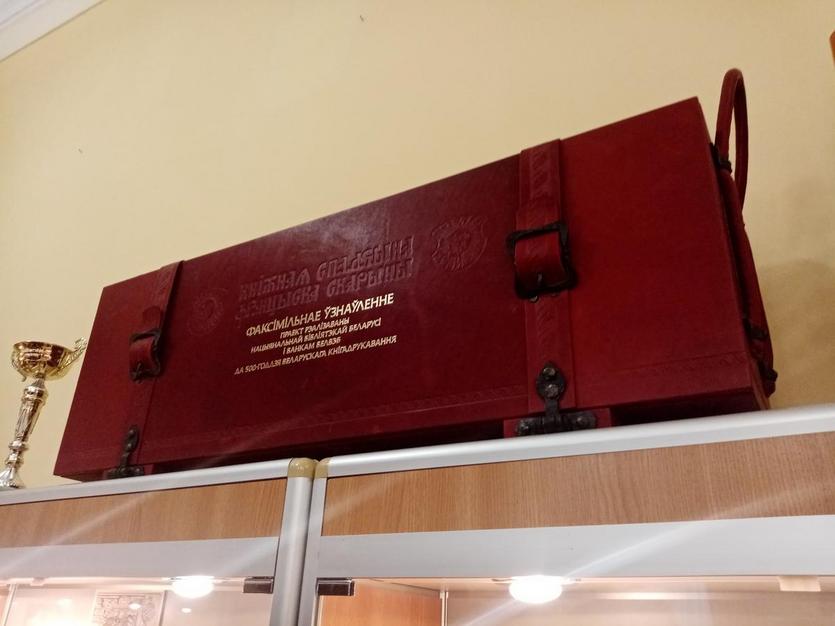 КНІЖНАЯ СПАДЧЫНА
ФРАНЦЫСКА СКАРЫНЫ
ФАКСІМІЛЬНАЕ ЎЗНАЎЛЕННЕ
ПРАЕКТ РЭАЛІЗАВАНЫ
НАЦЫЯНАЛЬНАЙ БІБЛІЯТЭКАЙ БЕЛАРУСІ
І БАНКАМ БЕЛВЭБ
ДА 500-ГОДДЗЯ БЕЛАРУСКАГА КНІГАДРУКАВАННЯ